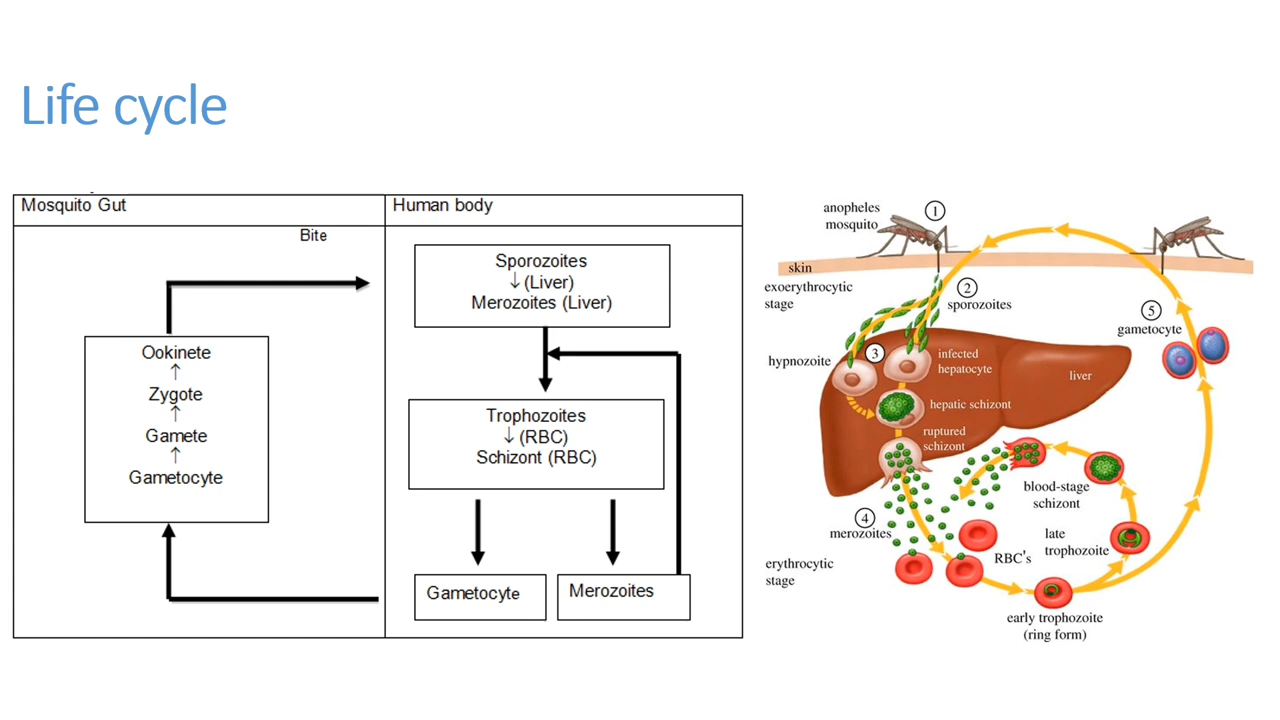 Life cycle
Mosquito Gut
Human body
Bite
Ookinete
↑
Zygote
↑
Gamete
↑
Gametocyte
Sporozoites
↓ (Liver)
Merozoites (Liver)
Trophozoites
↓ (RBC)
Schizont (RBC)
Gametocyte
Merozoites
anopheles
mosquito
1
skin
exoerythrocytic
stage
2
sporozoites
5
gametocyte
hypnozoite
3
infected
hepatocyte
liver
hepatic schizont
ruptured
schizont
blood-stage
schizont
4
merozoites
late
trophozoite
RBC's
erythrocytic
stage
early trophozoite
(ring form)